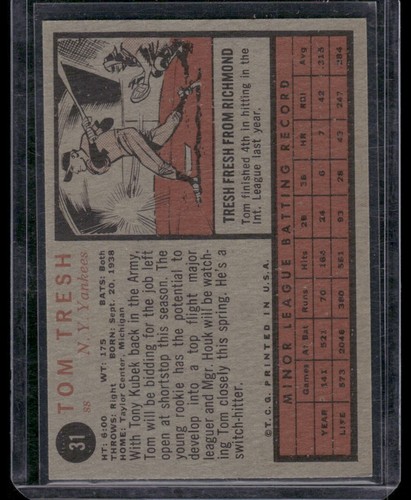 31
TOM TRESH
SS N.Y. Yankees
HT: 6:00 WT: 175 BATS: Both
THROWS: Right BORN: Sept. 20, 1938
HOME: Taylor Center Michigan
With Tony Kubek back in the Army,
Tom will be bidding for the job left
open at shortstop this season. The
young rookie has the potential to
develop into a top flight major
leaguer and Mgr. Houk will be watch-
ing Tom closely this spring. He's a
switch-hitter.
©T.C.G. PRINTED IN U.S.A.
TRESH FRESH FROM RICHMOND
Tom finished 4th in hitting in the
Int. League last year.
MINOR LEAGUE BATTING RECORD
Games At Bat Runs Hits 2B 3B HR RBI Avg
YEAR 141 521 70 164 24 6 7 42 .315
LIFE 573 2046 380 581 93 28 43 247 .284